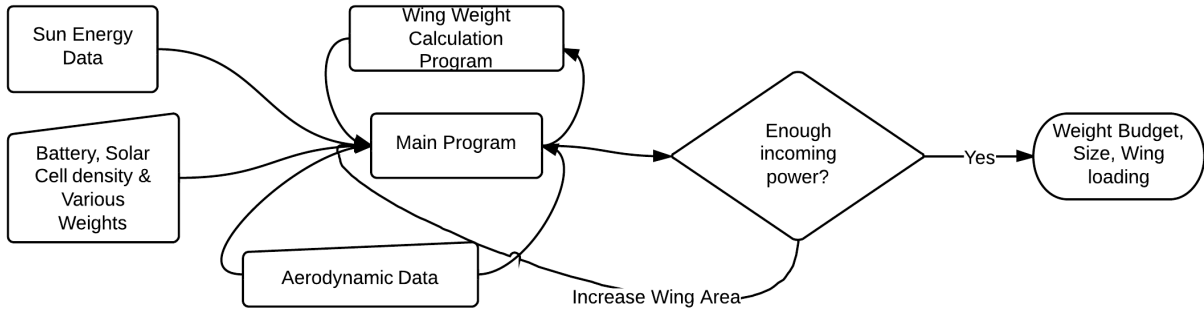 Sun Energy
Data
Wing Weight
Calculation
Program
Battery, Solar
Cell density &
Various
Weights
Main Program
Aerodynamic Data
Enough
incoming
power?
Increase Wing Area
Yes
Weight Budget,
Size, Wing
loading